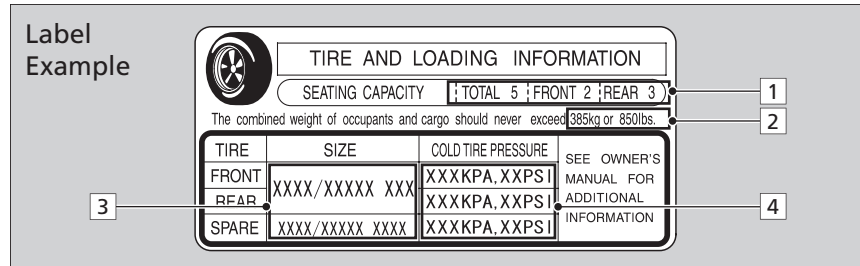 Label
Example
TIRE AND LOADING INFORMATION
SEATING CAPACITY TOTAL 5 FRONT 2 REAR 3
1
The combined weight of occupants and cargo should never exceed 385kg or 850lbs.
2
TIRE SIZE COLD TIRE PRESSURE
SEE OWNER'S
MANUAL FOR
ADDITIONAL
INFORMATION
FRONT XXXX/XXXXX XXX XXXKPA,XXPSI
REAR XXXKPA,XXPSI
SPARE XXXX/XXXXX XXXX XXXKPA,XXPSI
3
4